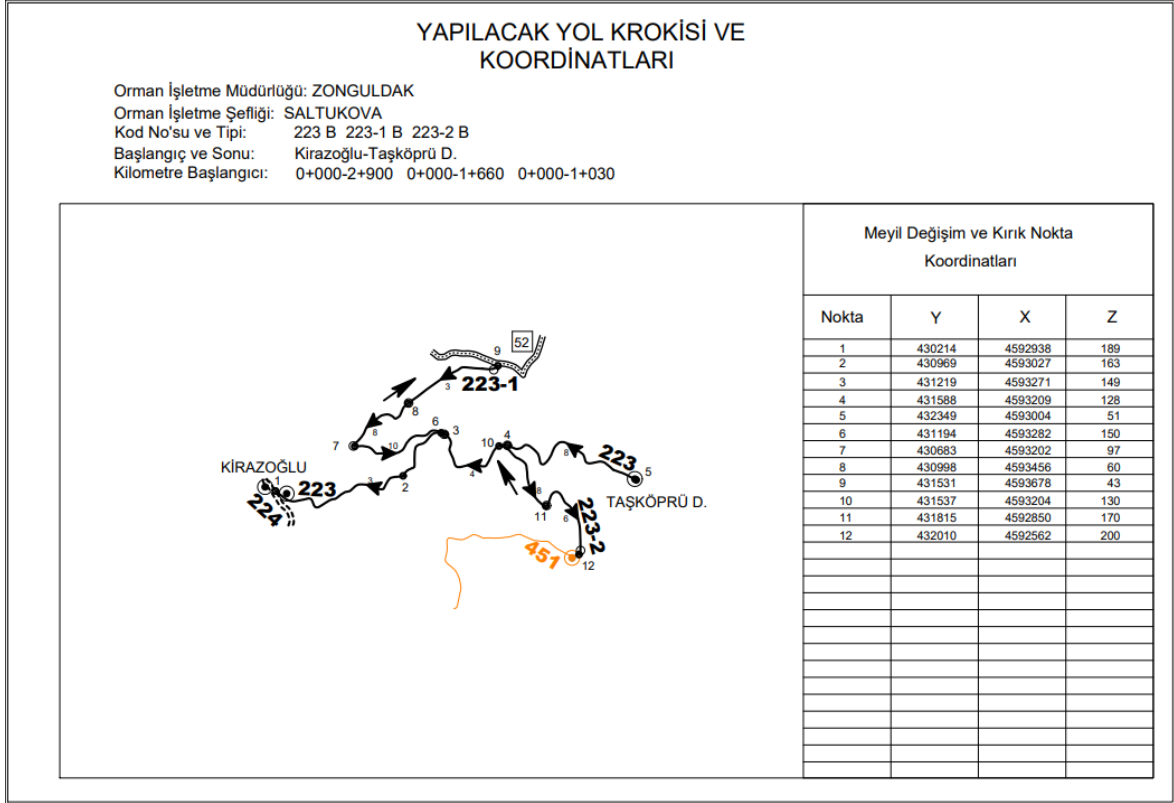 YAPILACAK YOL KROKİSİ VE
KOORDİNATLARI
Orman İşletme Müdürlüğü: ZONGULDAK
Orman İşletme Şefliği: SALTUKOVA
Kod No'su ve Tipi: 223 B 223-1 B 223-2 B
Başlangıç ve Sonu: Kirazoğlu-Taşköprü D.
Kilometre Başlangıcı: 0+000-2+900 0+000-1+660 0+000-1+030
Meyil Değişim ve Kırık Nokta
Koordinatları
Nokta Y X Z
1 430214 4592938 189
2 430969 4593027 163
3 431219 4593271 149
4 431588 4593209 128
5 432349 4593004 51
6 431194 4593282 150
7 430683 4593202 97
8 430998 4593456 60
9 431531 4593678 43
10 431537 4593204 130
11 431815 4592850 170
12 432010 4592562 200
52
9
3
223-1
8
8
6
3
7
10
10
4
8
223
5
KİRAZOĞLU
4
1
223
3
2
TAŞKÖPRÜ D.
224
8
11
6
223-2
451
12